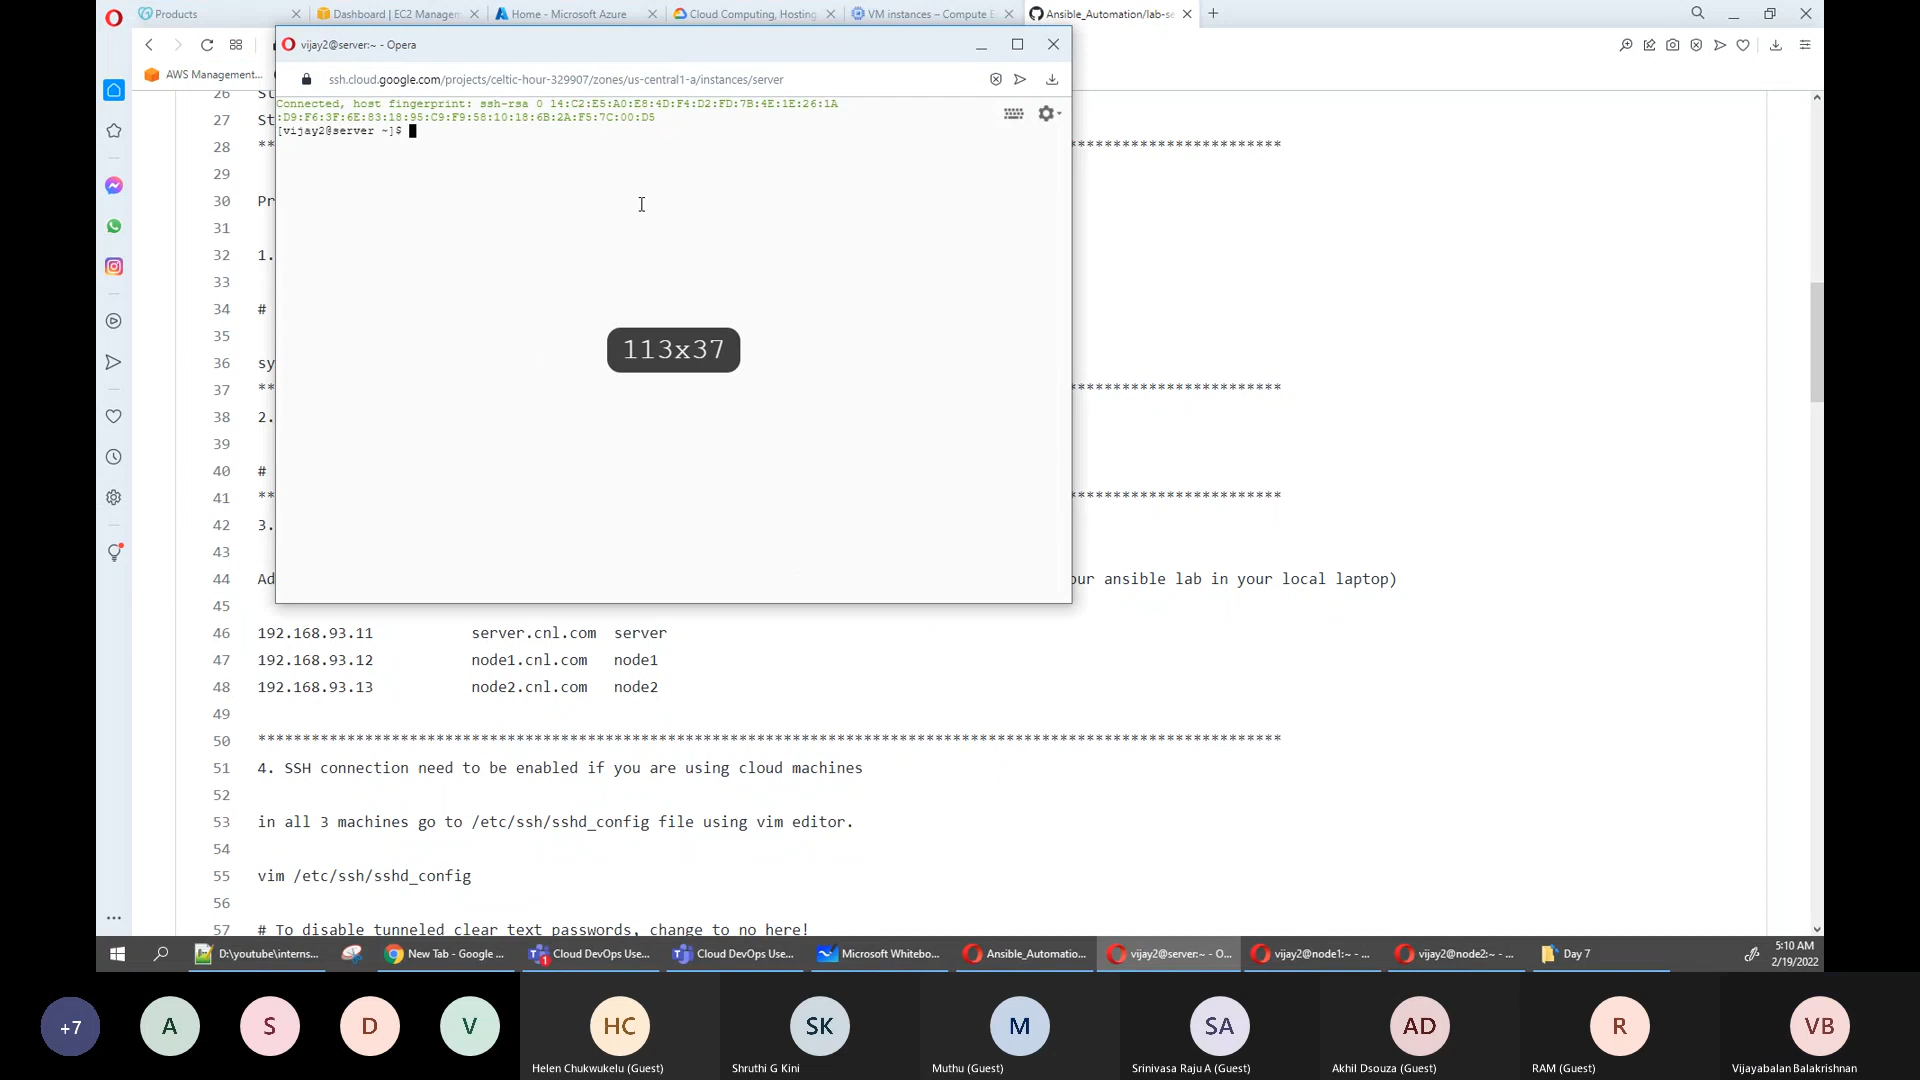 Products
Dashboard | EC2 Managem
Home - Microsoft Azure
Cloud Computing, Hosting
VM instances – Compute E
Ansible_Automation/lab-se
vijay2@server:~ - Opera
AWS Management...
ssh.cloud.google.com/projects/celtic-hour-329907/zones/us-central1-a/instances/server
Connected, host fingerprint: ssh-rsa 0 14:C2:E5:A0:E8:4D:F4:D2:FD:7B:4E:1E:26:1A
:D9:F6:3F:6E:83:18:95:C9:F9:58:10:18:6B:2A:F5:7C:00:D5
[vijay2@server ~]$
113x37
26 St
27 St
28 ** ************************
29
30 Pr
31
32 1.
33
34 #
35
36 sy
37 ** ************************
38 2.
39
40 #
41 ** ************************
42 3.
43
44 Ad our ansible lab in your local laptop)
45
46 192.168.93.11 server.cnl.com server
47 192.168.93.12 node1.cnl.com node1
48 192.168.93.13 node2.cnl.com node2
49
50 *******************************************************************************************************************
51 4. SSH connection need to be enabled if you are using cloud machines
52
53 in all 3 machines go to /etc/ssh/sshd_config file using vim editor.
54
55 vim /etc/ssh/sshd_config
56
57 # To disable tunneled clear text passwords, change to no here!
D:\youtube\interns...
New Tab - Google ...
1
Cloud DevOps Use...
Cloud DevOps Use...
Microsoft Whitebo...
Ansible_Automatio...
vijay2@server:~ - O...
vijay2@node1:~ - ...
vijay2@node2:~ - ...
Day 7
5:10 AM
2/19/2022
+7
A
S
D
V
HC
SK
M
SA
AD
R
VB
Helen Chukwukelu (Guest)
Shruthi G Kini
Muthu (Guest)
Srinivasa Raju A (Guest)
Akhil Dsouza (Guest)
RAM (Guest)
Vijayabalan Balakrishnan